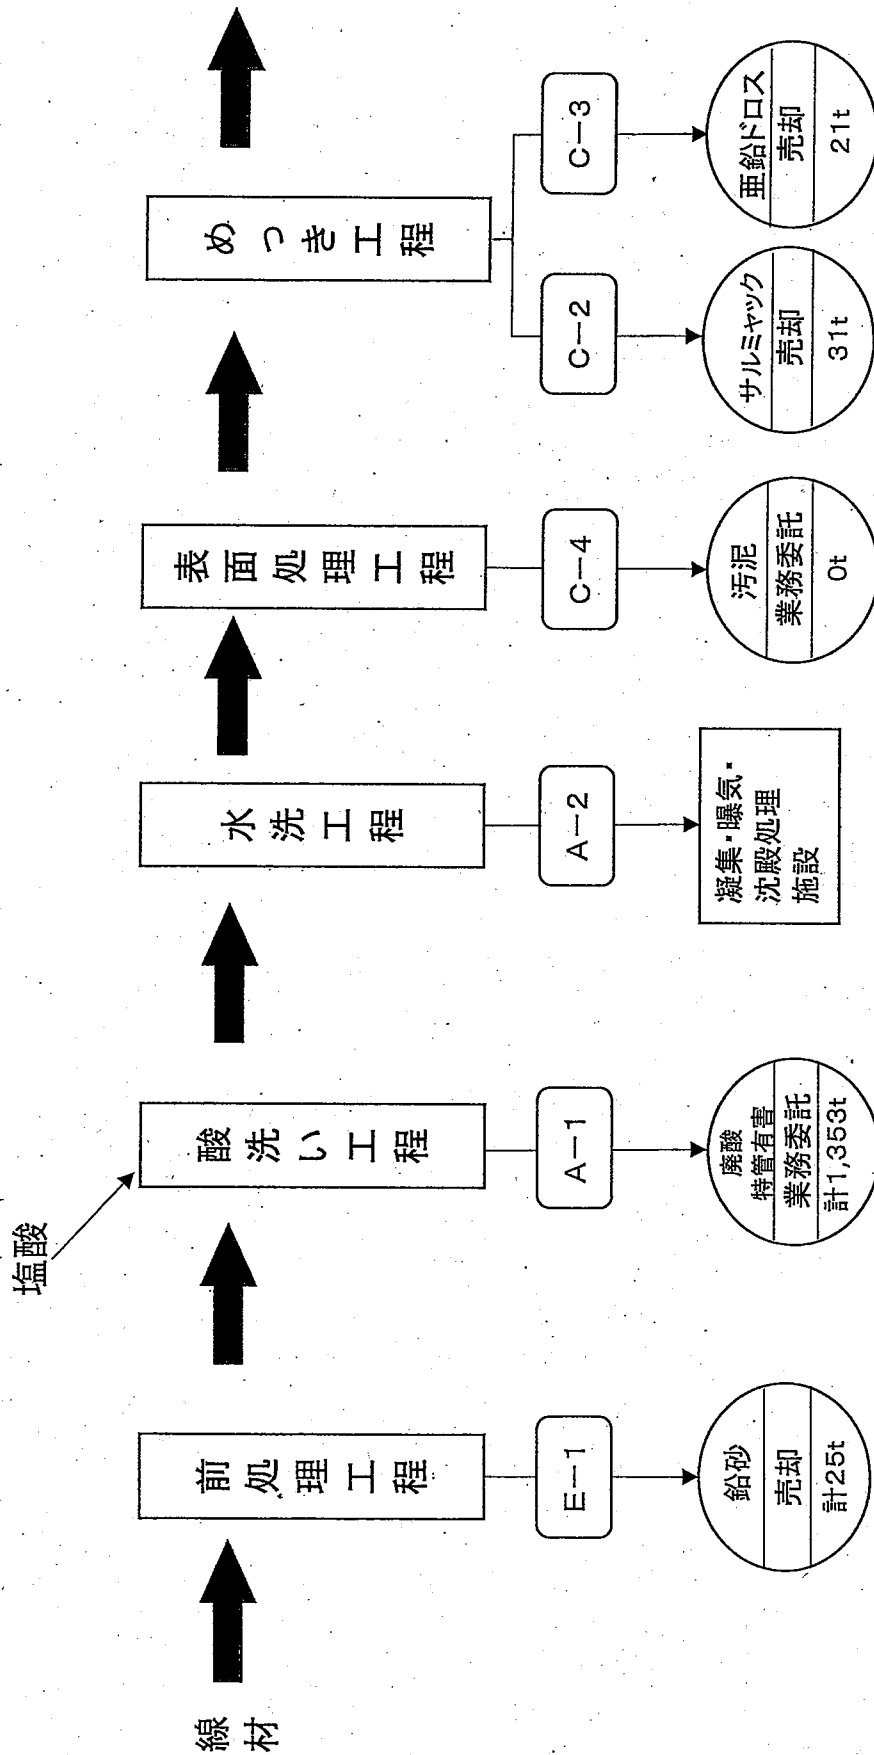 線
材
前処理工程
E-1
鉛砂
売却
計25t
塩酸
酸洗い工程
A-1
廃酸
特管有害
業務委託
計1,353t
水洗工程
A-2
凝集・曝気・
沈殿処理
施設
表面処理工程
C-4
汚泥
業務委託
0t
めっき工程
C-2
サルミャック
売却
31t
C-3
亜鉛ドロス
売却
21t